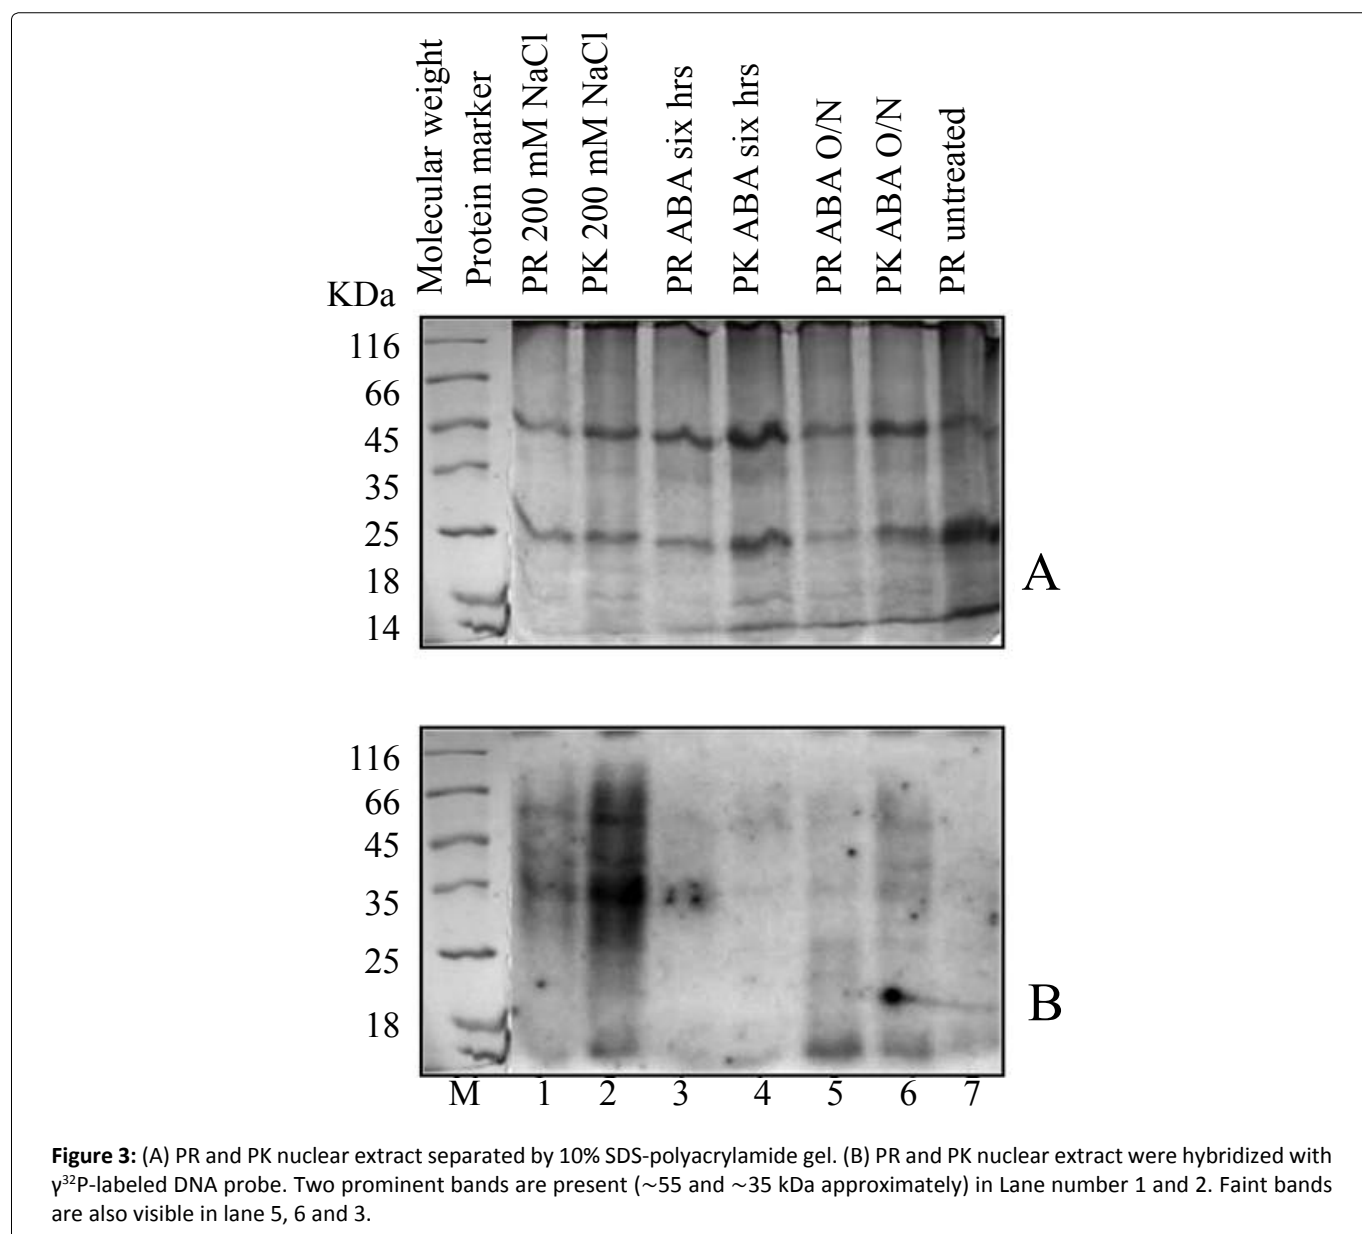 Molecular weight
Protein marker
PR 200 mM NaCl
PK 200 mM NaCl
PR ABA six hrs
PK ABA six hrs
PR ABA O/N
PK ABA O/N
PR untreated
KDa
116
66
45
35
25
18
14
A
116
66
45
35
25
18
B
M 1 2 3 4 5 6 7
Figure 3: (A) PR and PK nuclear extract separated by 10% SDS-polyacrylamide gel. (B) PR and PK nuclear extract were hybridized with
γ³²P-labeled DNA probe. Two prominent bands are present (∼55 and ∼35 kDa approximately) in Lane number 1 and 2. Faint bands
are also visible in lane 5, 6 and 3.